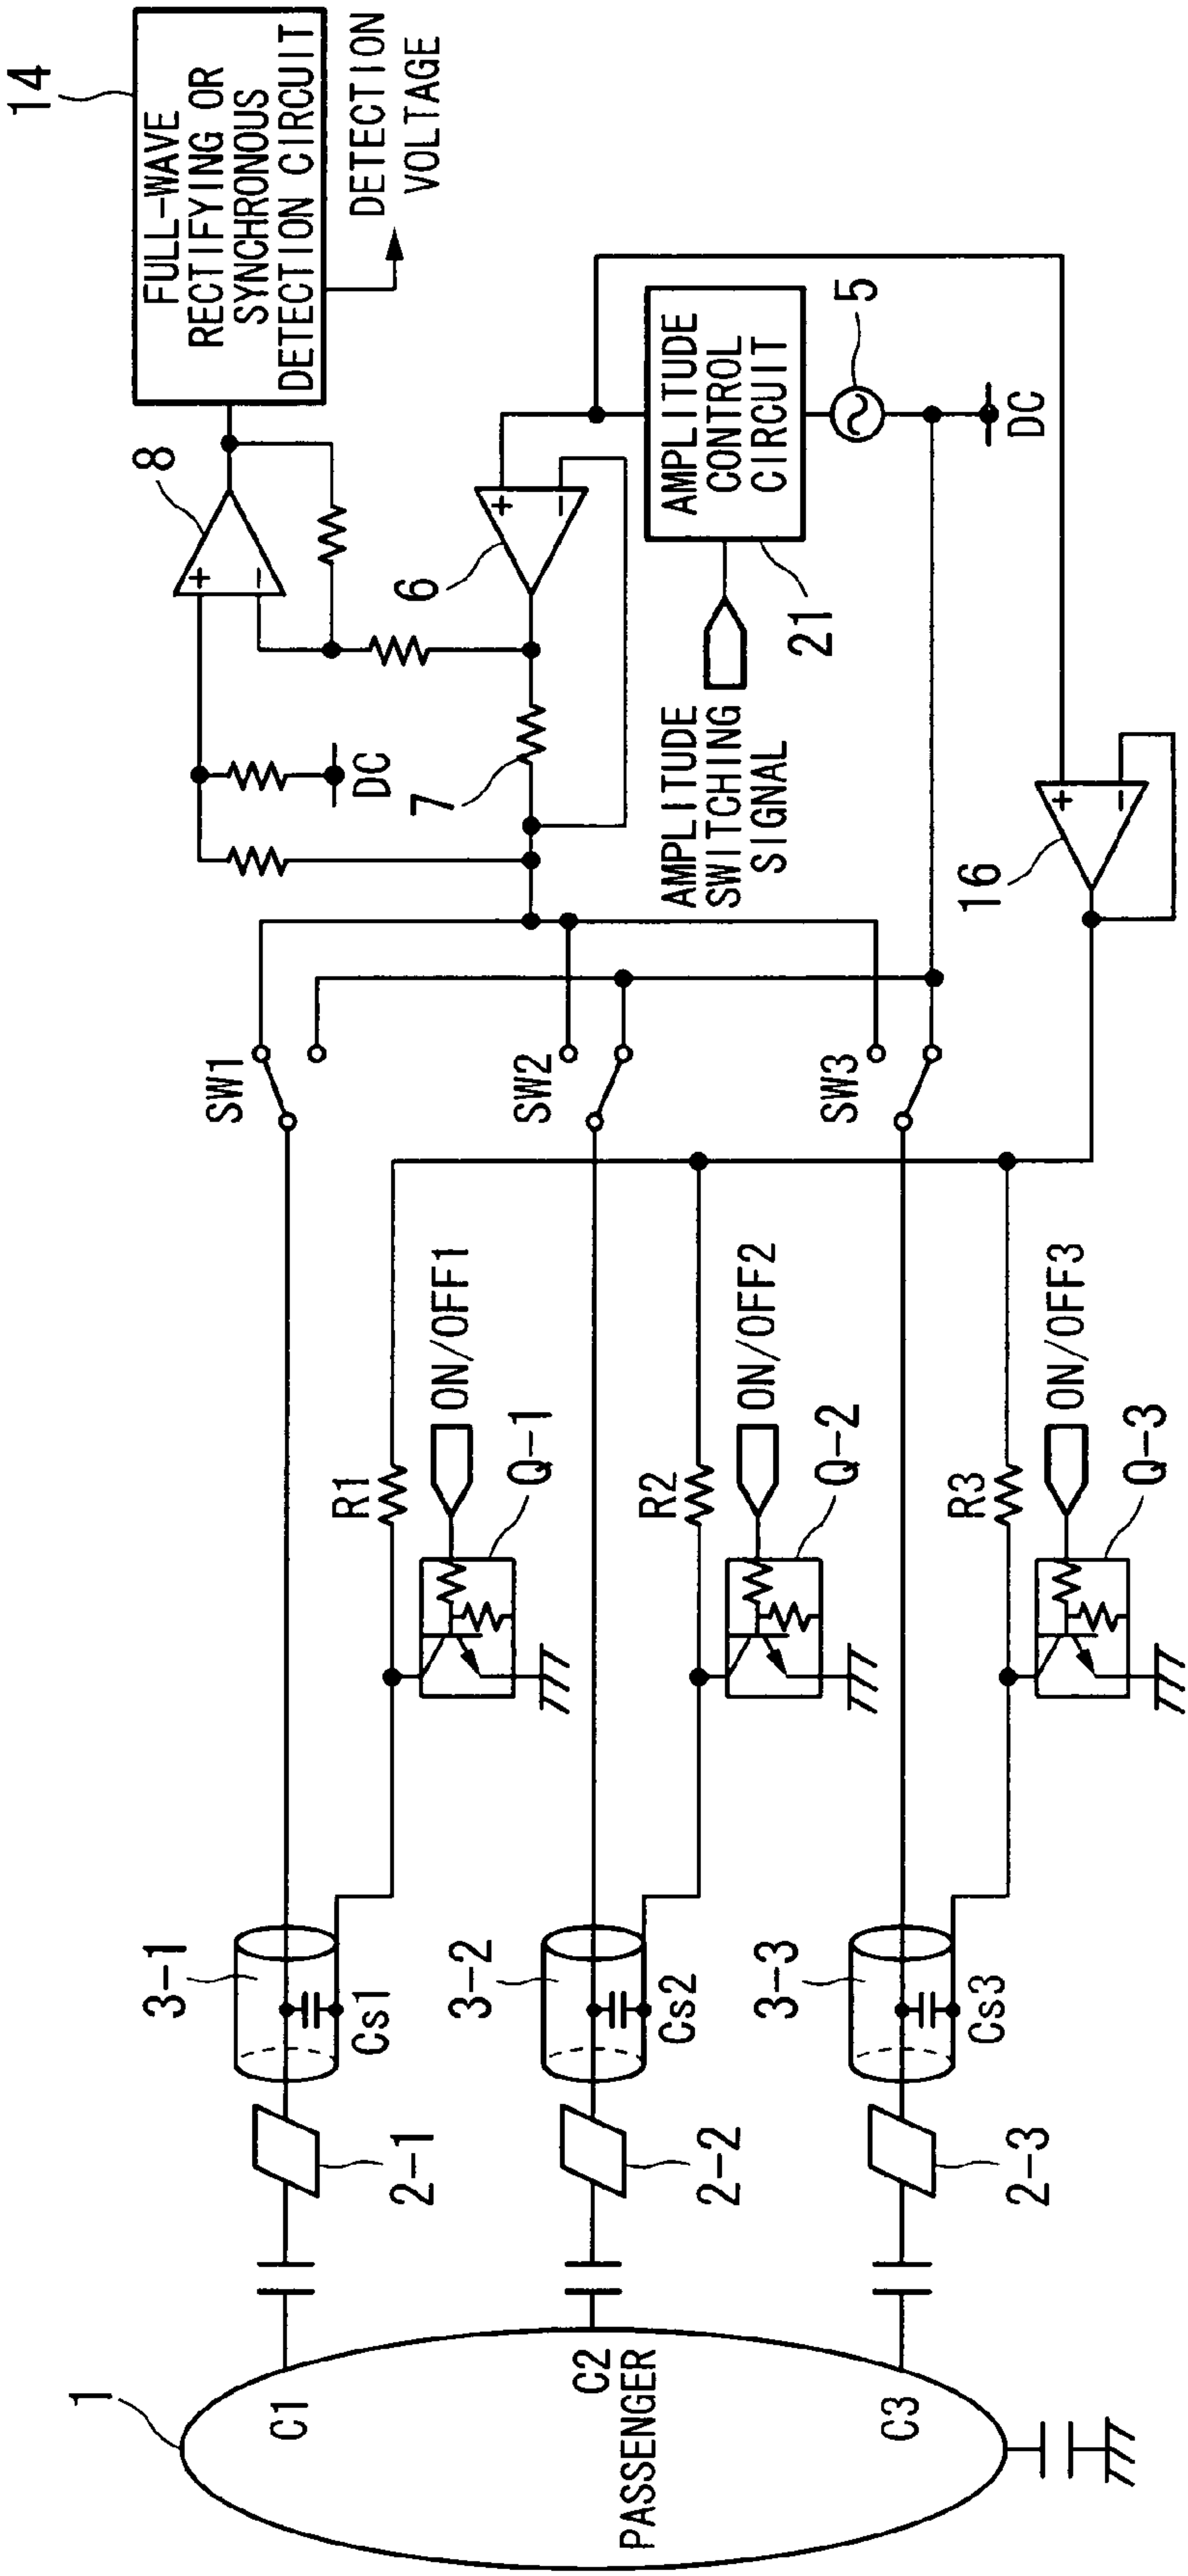 14
FULL-WAVE
RECTIFYING OR
SYNCHRONOUS
DETECTION CIRCUIT
DETECTION
VOLTAGE
8
+
−
DC
7
6
+
−
AMPLITUDE
CONTROL
CIRCUIT
5
DC
21
AMPLITUDE
SWITCHING
SIGNAL
16
+
−
SW1
SW2
SW3
R1
ON/OFF1
Q-1
R2
ON/OFF2
Q-2
R3
ON/OFF3
Q-3
3-1
Cs1
3-2
Cs2
3-3
Cs3
2-1
2-2
2-3
1
C1
C2
PASSENGER
C3